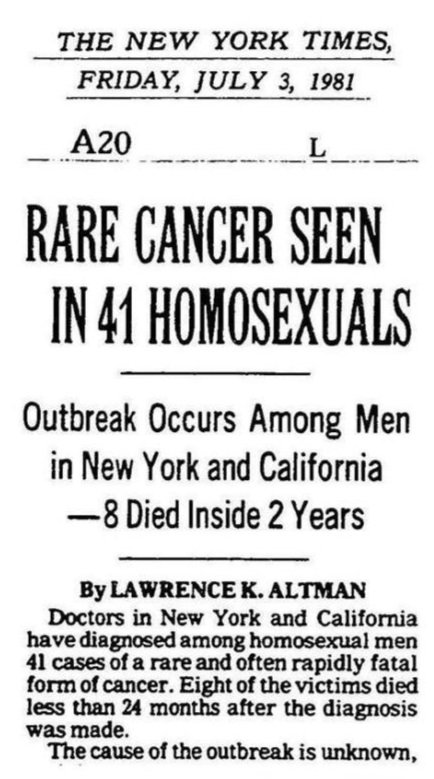 THE NEW YORK TIMES,
FRIDAY, JULY 3, 1981
A20 L
RARE CANCER SEEN
IN 41 HOMOSEXUALS
Outbreak Occurs Among Men
in New York and California
—8 Died Inside 2 Years
By LAWRENCE K. ALTMAN
Doctors in New York and California
have diagnosed among homosexual men
41 cases of a rare and often rapidly fatal
form of cancer. Eight of the victims died
less than 24 months after the diagnosis
was made.
The cause of the outbreak is unknown,